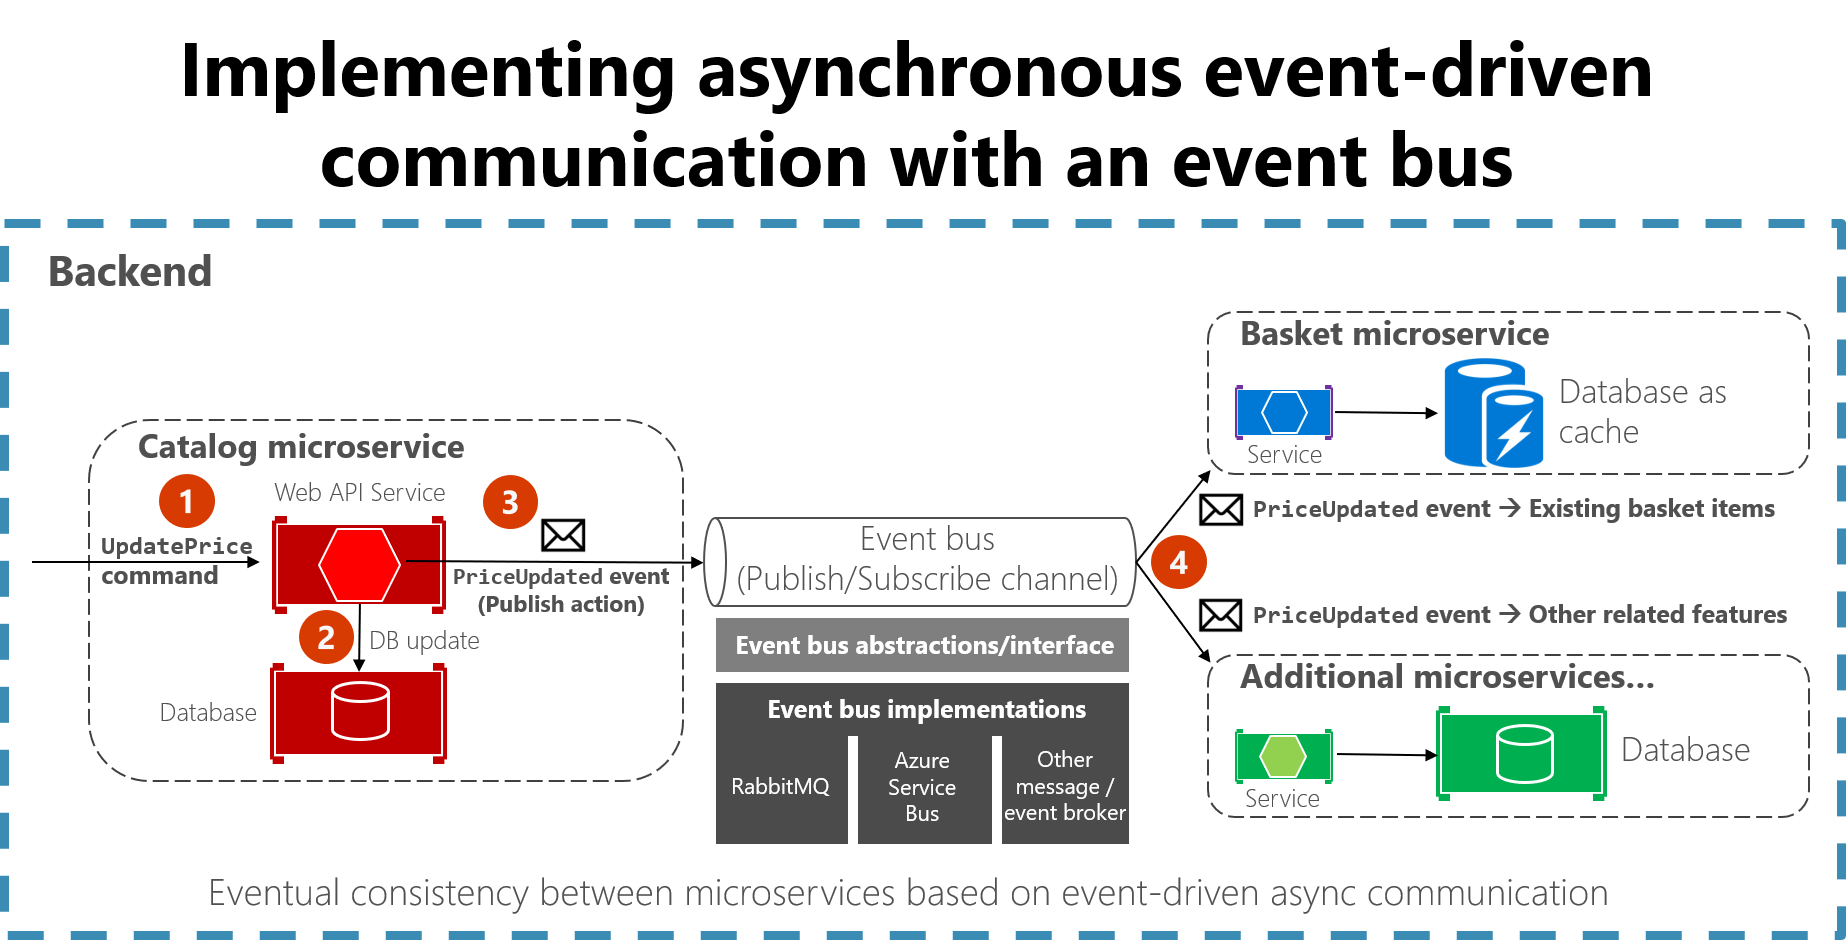 Implementing asynchronous event-driven
communication with an event bus
Backend
Catalog microservice
1
Web API Service
3
UpdatePrice
command
PriceUpdated event
(Publish action)
2
DB update
Database
Event bus
(Publish/Subscribe channel)
Event bus abstractions/interface
Event bus implementations
RabbitMQ
Azure
Service
Bus
Other
message /
event broker
4
Basket microservice
Service
Database as
cache
PriceUpdated event → Existing basket items
PriceUpdated event → Other related features
Additional microservices...
Service
Database
Eventual consistency between microservices based on event-driven async communication